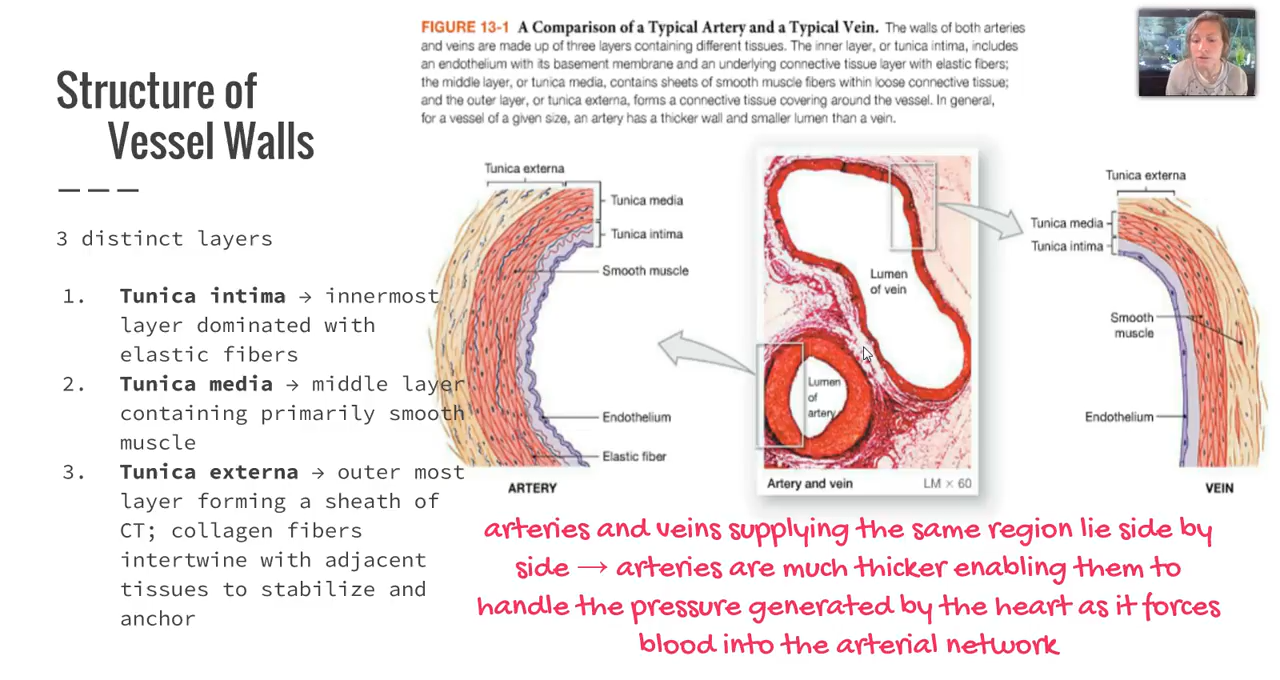 Structure of
Vessel Walls
3 distinct layers
1. Tunica intima → innermost
layer dominated with
elastic fibers
2. Tunica media → middle layer
containing primarily smooth
muscle
3. Tunica externa → outer most
layer forming a sheath of
CT; collagen fibers
intertwine with adjacent
tissues to stabilize and
anchor
FIGURE 13-1 A Comparison of a Typical Artery and a Typical Vein. The walls of both arteries
and veins are made up of three layers containing different tissues. The inner layer, or tunica intima, includes
an endothelium with its basement membrane and an underlying connective tissue layer with elastic fibers;
the middle layer, or tunica media, contains sheets of smooth muscle fibers within loose connective tissue;
and the outer layer, or tunica externa, forms a connective tissue covering around the vessel. In general,
for a vessel of a given size, an artery has a thicker wall and smaller lumen than a vein.
Tunica externa
Tunica media
Tunica intima
Smooth muscle
Endothelium
Elastic fiber
ARTERY
Lumen
of vein
Lumen
of
artery
Artery and vein LM × 60
Tunica externa
Tunica media
Tunica intima
Smooth
muscle
Endothelium
VEIN
arteries and veins supplying the same region lie side by
side → arteries are much thicker enabling them to
handle the pressure generated by the heart as it forces
blood into the arterial network